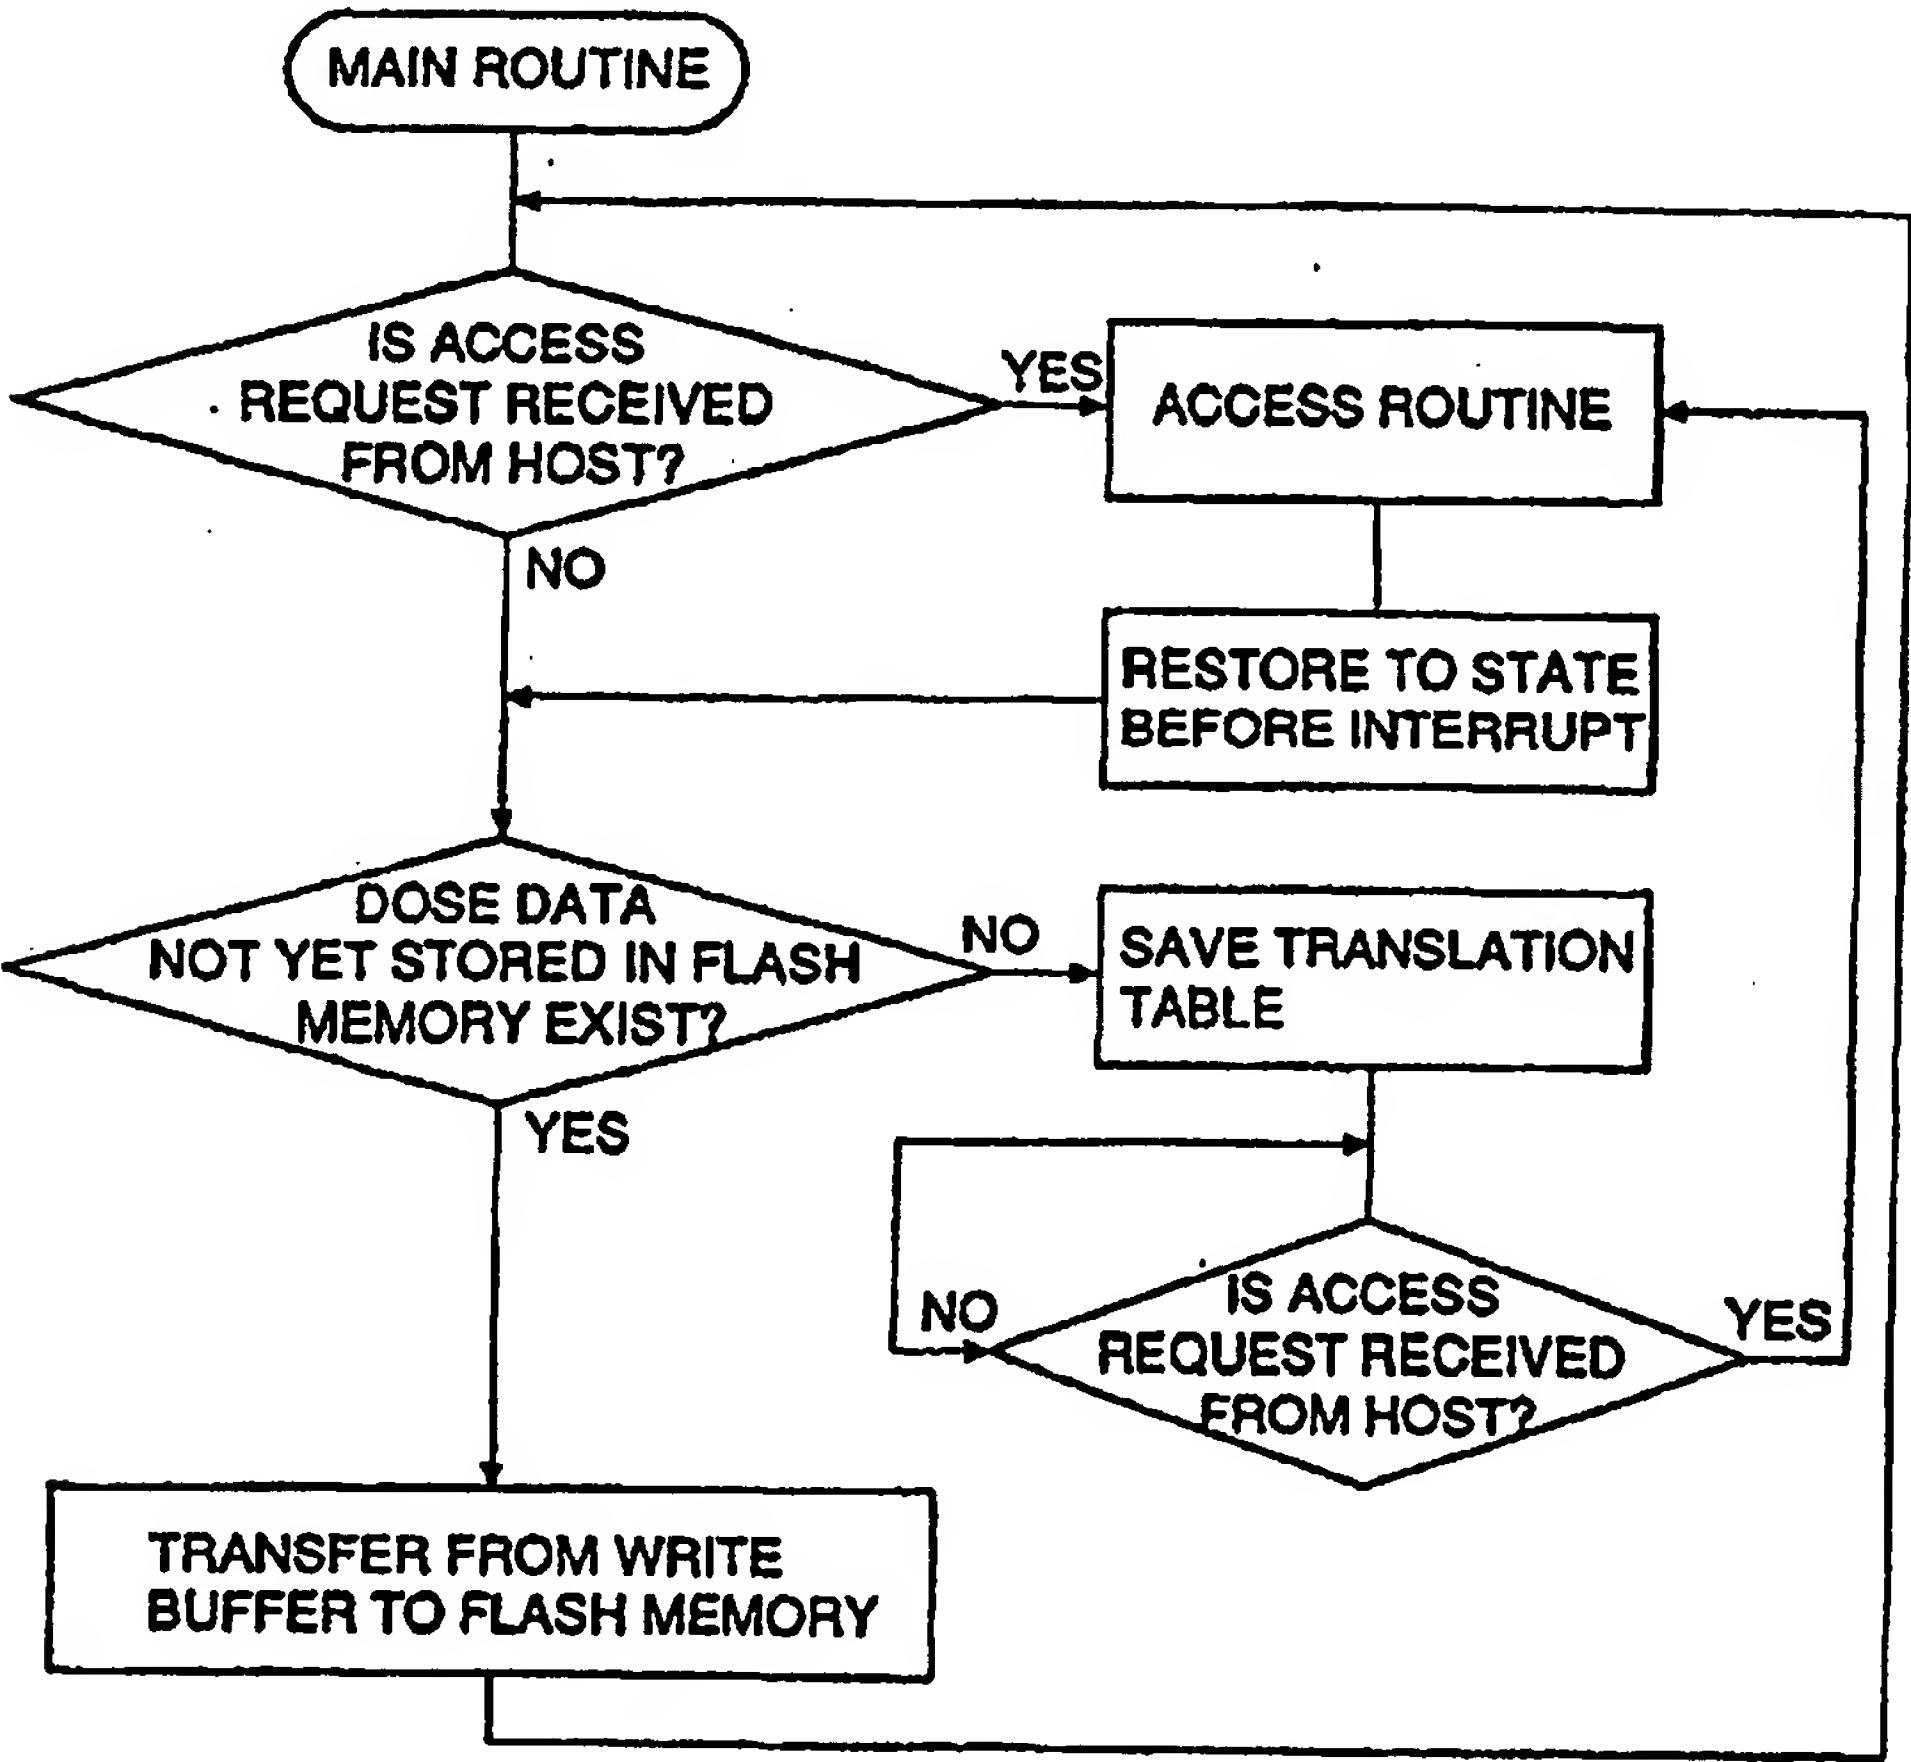 MAIN ROUTINE
IS ACCESS
REQUEST RECEIVED
FROM HOST?
YES
ACCESS ROUTINE
NO
RESTORE TO STATE
BEFORE INTERRUPT
DOSE DATA
NOT YET STORED IN FLASH
MEMORY EXIST?
NO
SAVE TRANSLATION
TABLE
YES
NO
IS ACCESS
REQUEST RECEIVED
FROM HOST?
YES
TRANSFER FROM WRITE
BUFFER TO FLASH MEMORY